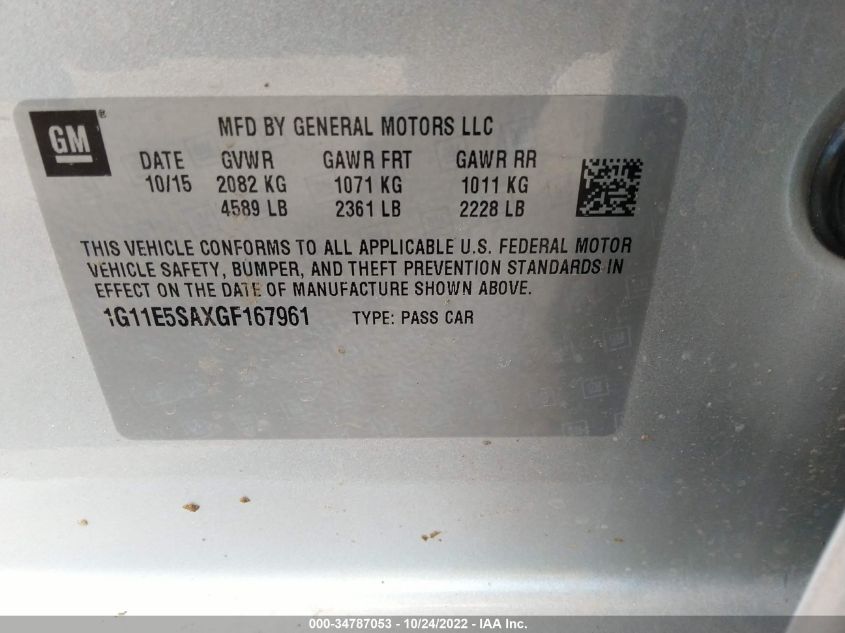 GM®
MFD BY GENERAL MOTORS LLC
DATE GVWR GAWR FRT GAWR RR
10/15 2082 KG 1071 KG 1011 KG
4589 LB 2361 LB 2228 LB
THIS VEHICLE CONFORMS TO ALL APPLICABLE U.S. FEDERAL MOTOR
VEHICLE SAFETY, BUMPER, AND THEFT PREVENTION STANDARDS IN
EFFECT ON THE DATE OF MANUFACTURE SHOWN ABOVE.
1G11E5SAXGF167961 TYPE: PASS CAR
000-34787053 - 10/24/2022 - IAA Inc.